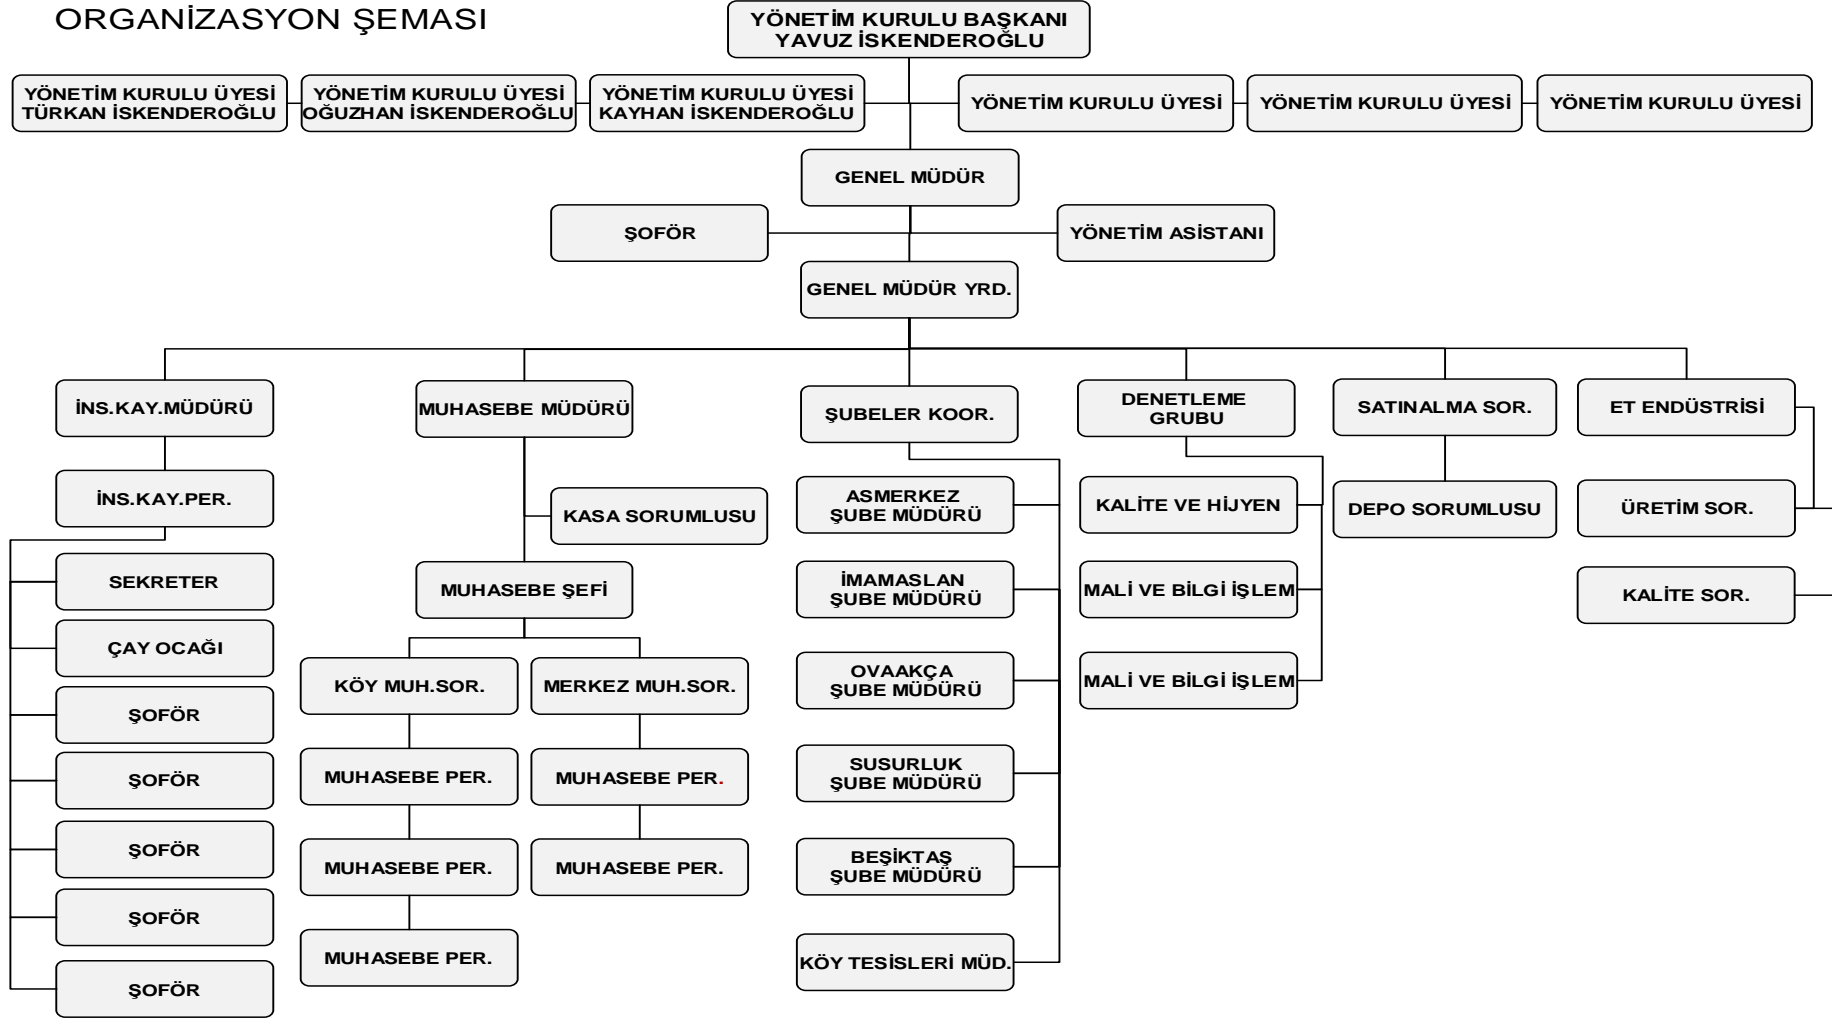 ORGANİZASYON ŞEMASI
YÖNETİM KURULU BAŞKANI
YAVUZ İSKENDEROĞLU
YÖNETİM KURULU ÜYESİ
TÜRKAN İSKENDEROĞLU
YÖNETİM KURULU ÜYESİ
OĞUZHAN İSKENDEROĞLU
YÖNETİM KURULU ÜYESİ
KAYHAN İSKENDEROĞLU
YÖNETİM KURULU ÜYESİ
YÖNETİM KURULU ÜYESİ
YÖNETİM KURULU ÜYESİ
GENEL MÜDÜR
ŞOFÖR
YÖNETİM ASİSTANI
GENEL MÜDÜR YRD.
İNS.KAY.MÜDÜRÜ
MUHASEBE MÜDÜRÜ
ŞUBELER KOOR.
DENETLEME
GRUBU
SATINALMA SOR.
ET ENDÜSTRİSİ
İNS.KAY.PER.
KASA SORUMLUSU
ASMERKEZ
ŞUBE MÜDÜRÜ
KALİTE VE HİJYEN
DEPO SORUMLUSU
ÜRETİM SOR.
SEKRETER
MUHASEBE ŞEFİ
İMAMASLAN
ŞUBE MÜDÜRÜ
MALİ VE BİLGİ İŞLEM
KALİTE SOR.
ÇAY OCAĞI
KÖY MUH.SOR.
MERKEZ MUH.SOR.
OVAAKÇA
ŞUBE MÜDÜRÜ
MALİ VE BİLGİ İŞLEM
ŞOFÖR
ŞOFÖR
MUHASEBE PER.
MUHASEBE PER.
SUSURLUK
ŞUBE MÜDÜRÜ
ŞOFÖR
MUHASEBE PER.
MUHASEBE PER.
BEŞİKTAŞ
ŞUBE MÜDÜRÜ
ŞOFÖR
MUHASEBE PER.
KÖY TESİSLERİ MÜD.
ŞOFÖR